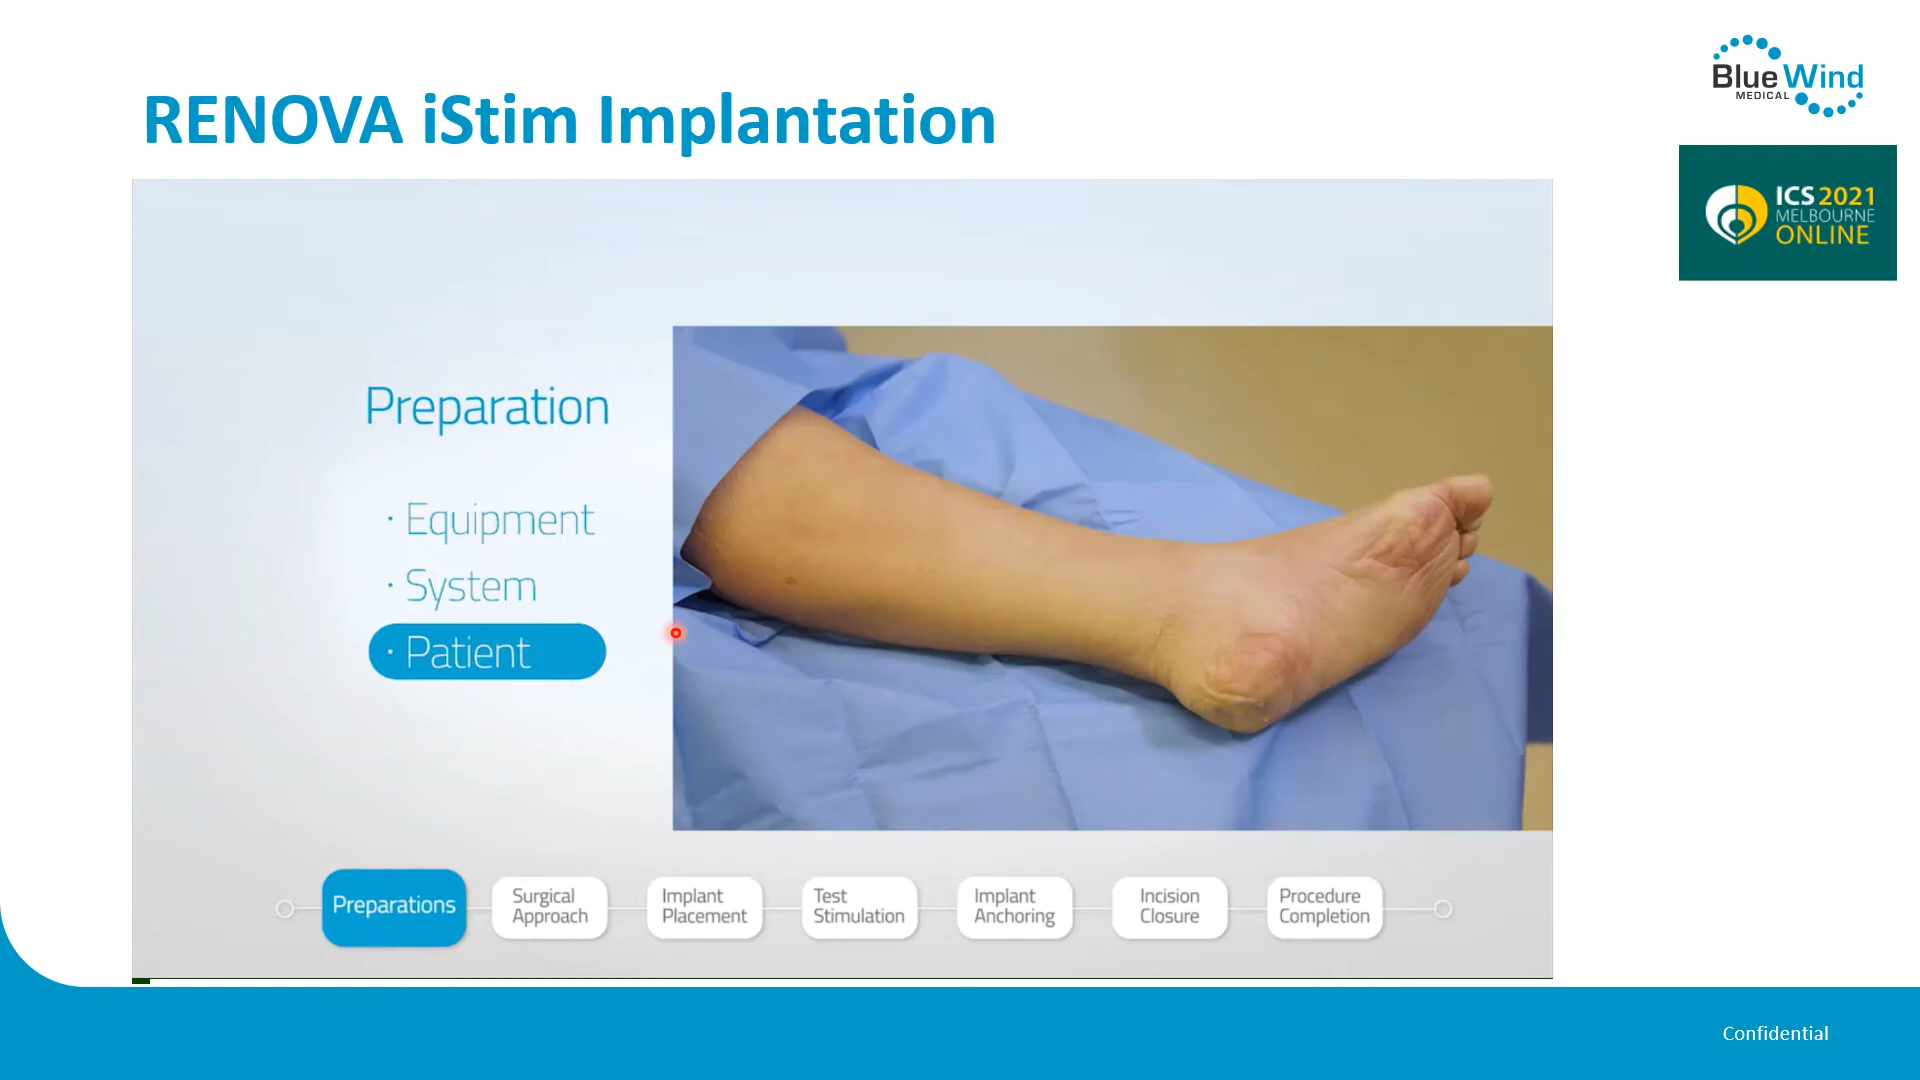 RENOVA iStim Implantation
Blue Wind
MEDICAL
ICS 2021
MELBOURNE
ONLINE
Preparation
· Equipment
· System
· Patient
Preparations
Surgical
Approach
Implant
Placement
Test
Stimulation
Implant
Anchoring
Incision
Closure
Procedure
Completion
Confidential